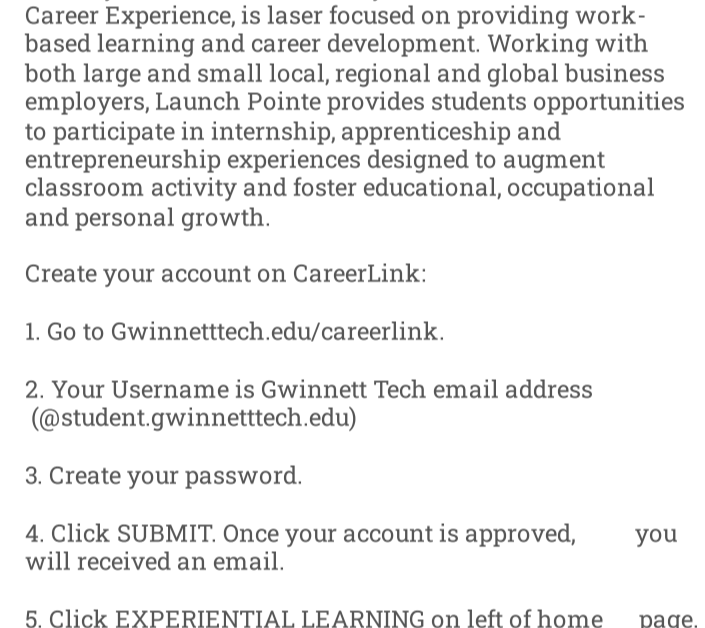 Career Experience, is laser focused on providing work-
based learning and career development. Working with
both large and small local, regional and global business
employers, Launch Pointe provides students opportunities
to participate in internship, apprenticeship and
entrepreneurship experiences designed to augment
classroom activity and foster educational, occupational
and personal growth.
Create your account on CareerLink:
1. Go to Gwinnetttech.edu/careerlink.
2. Your Username is Gwinnett Tech email address
(@student.gwinnetttech.edu)
3. Create your password.
4. Click SUBMIT. Once your account is approved, you
will received an email.
5. Click EXPERIENTIAL LEARNING on left of home page.